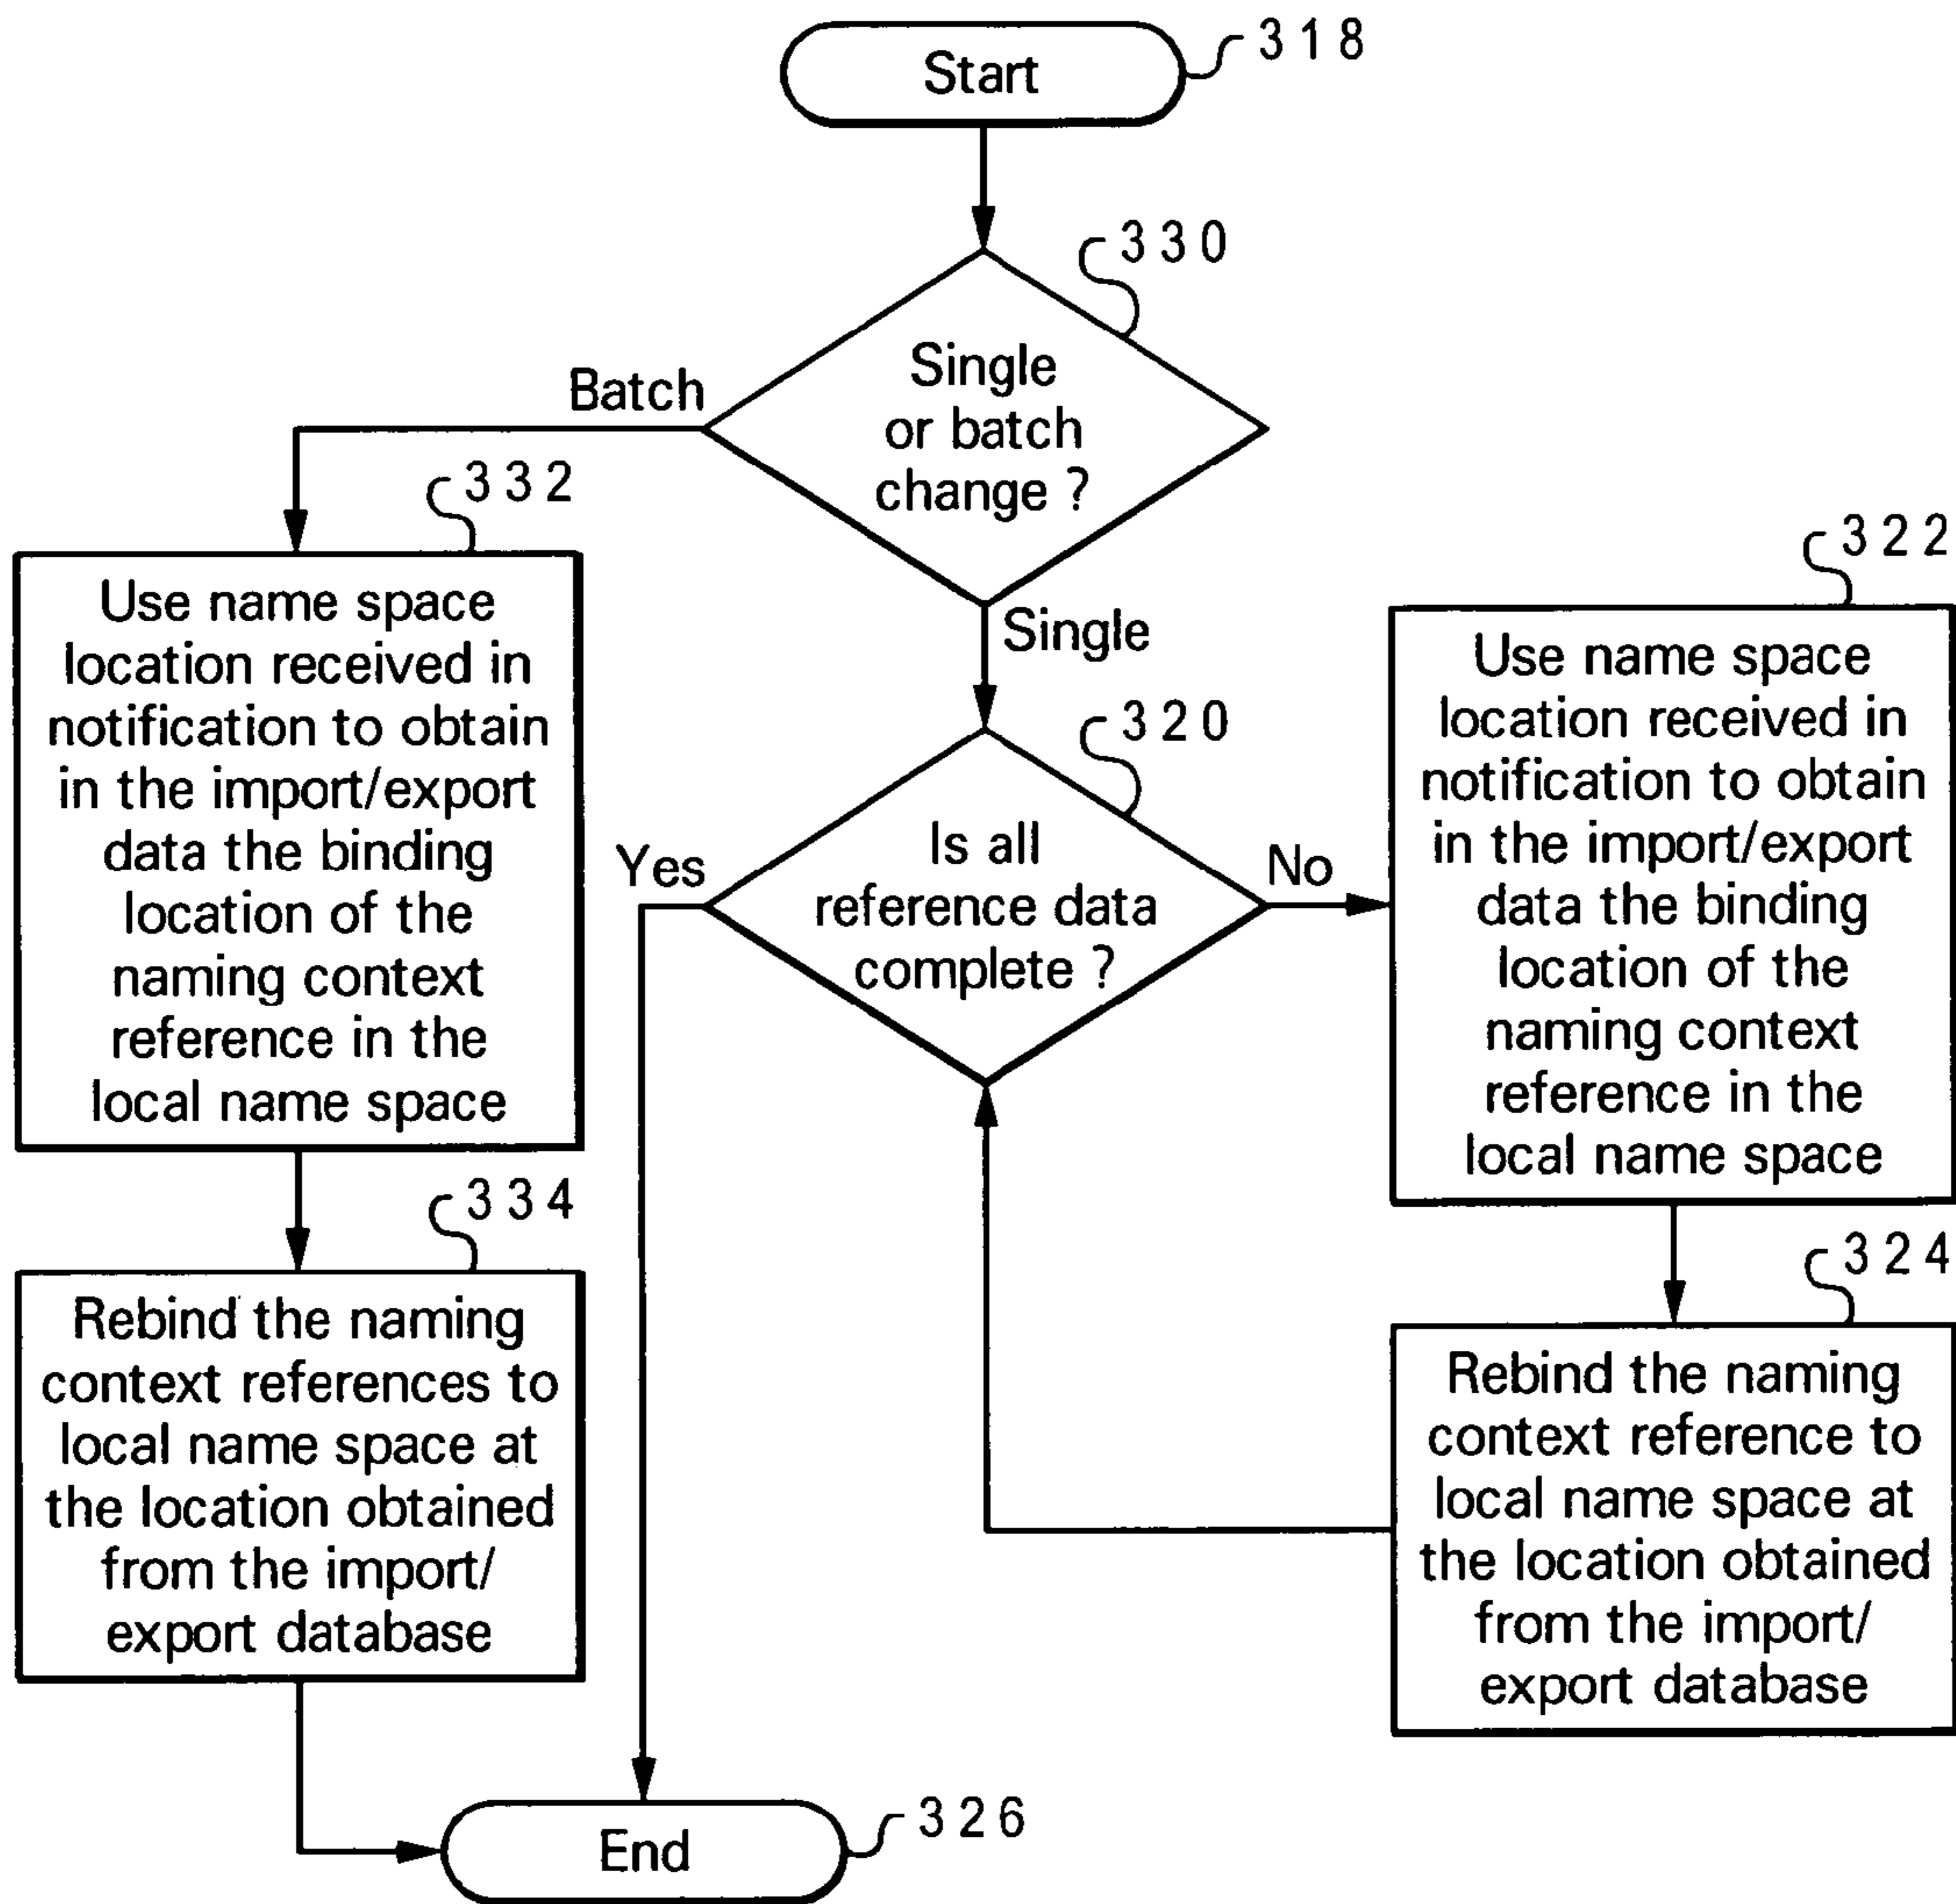 Start
318
330
Single
or batch
change ?
Batch
Single
332
Use name space
location received in
notification to obtain
in the import/export
data the binding
location of the
naming context
reference in the
local name space
320
Is all
reference data
complete ?
Yes
No
322
Use name space
location received in
notification to obtain
in the import/export
data the binding
location of the
naming context
reference in the
local name space
334
Rebind the naming
context references to
local name space at
the location obtained
from the import/
export database
324
Rebind the naming
context reference to
local name space at
the location obtained
from the import/
export database
End
326